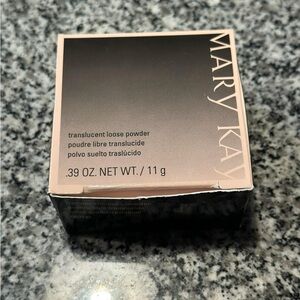 MARY KAY
translucent loose powder
poudre libre translucide
polvo suelto traslúcido
.39 OZ. NET WT. / 11 g